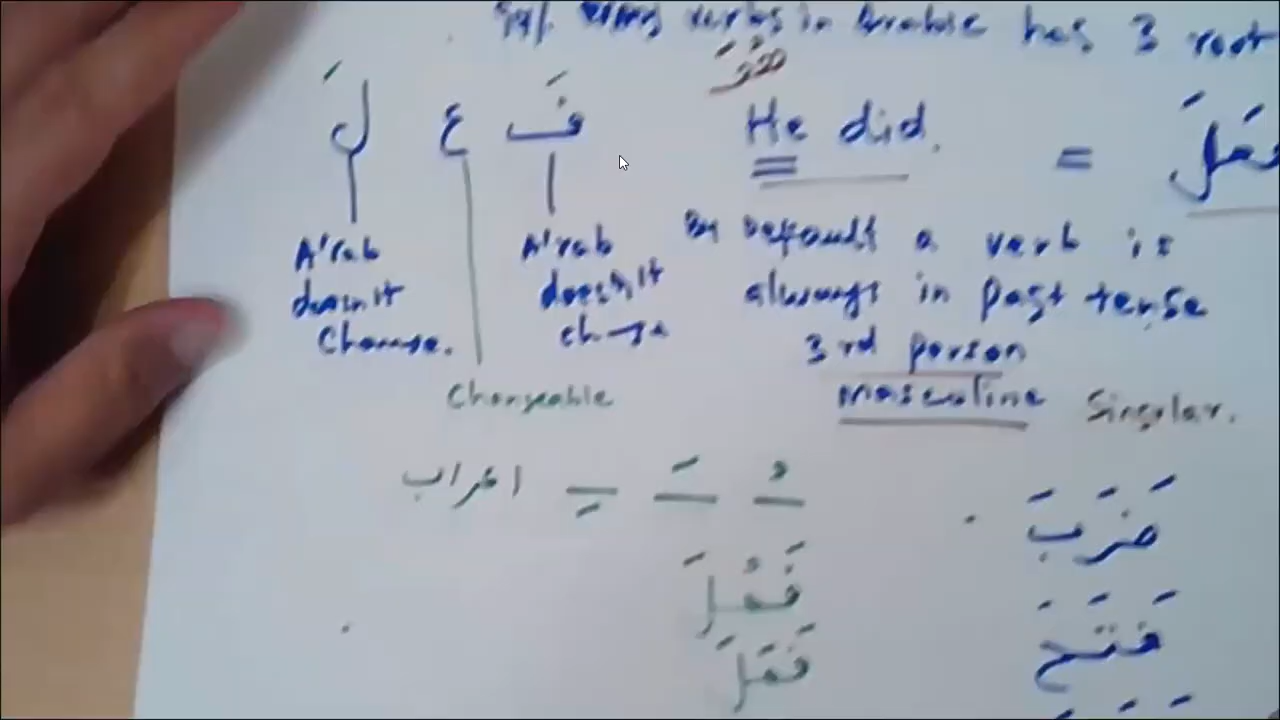 verbs in Arabic has 3 root
فَ ع لَ
He did. = فَعَلَ
A'rab doesn't change.
A'rab doesn't change
Changeable
By Default a verb is
always in past tense
3rd person
masculine Singular.
اعراب
ضَرَبَ
فَعُلَ
فَتَحَ
فَعَلَ